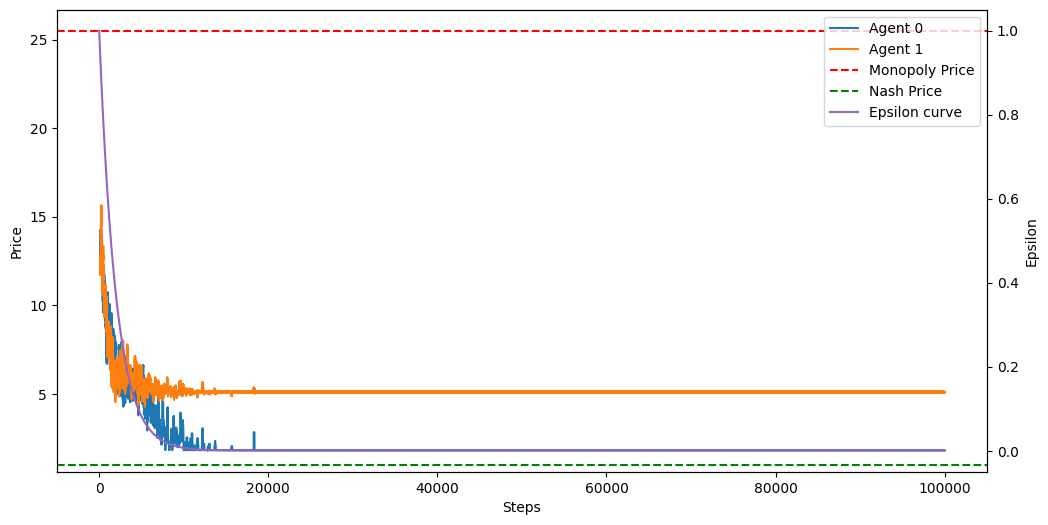 Agent 0
Agent 1
Monopoly Price
Nash Price
Epsilon curve
25
20
15
10
5
Price
1.0
0.8
0.6
0.4
0.2
0.0
Epsilon
0
20000
40000
60000
80000
100000
Steps